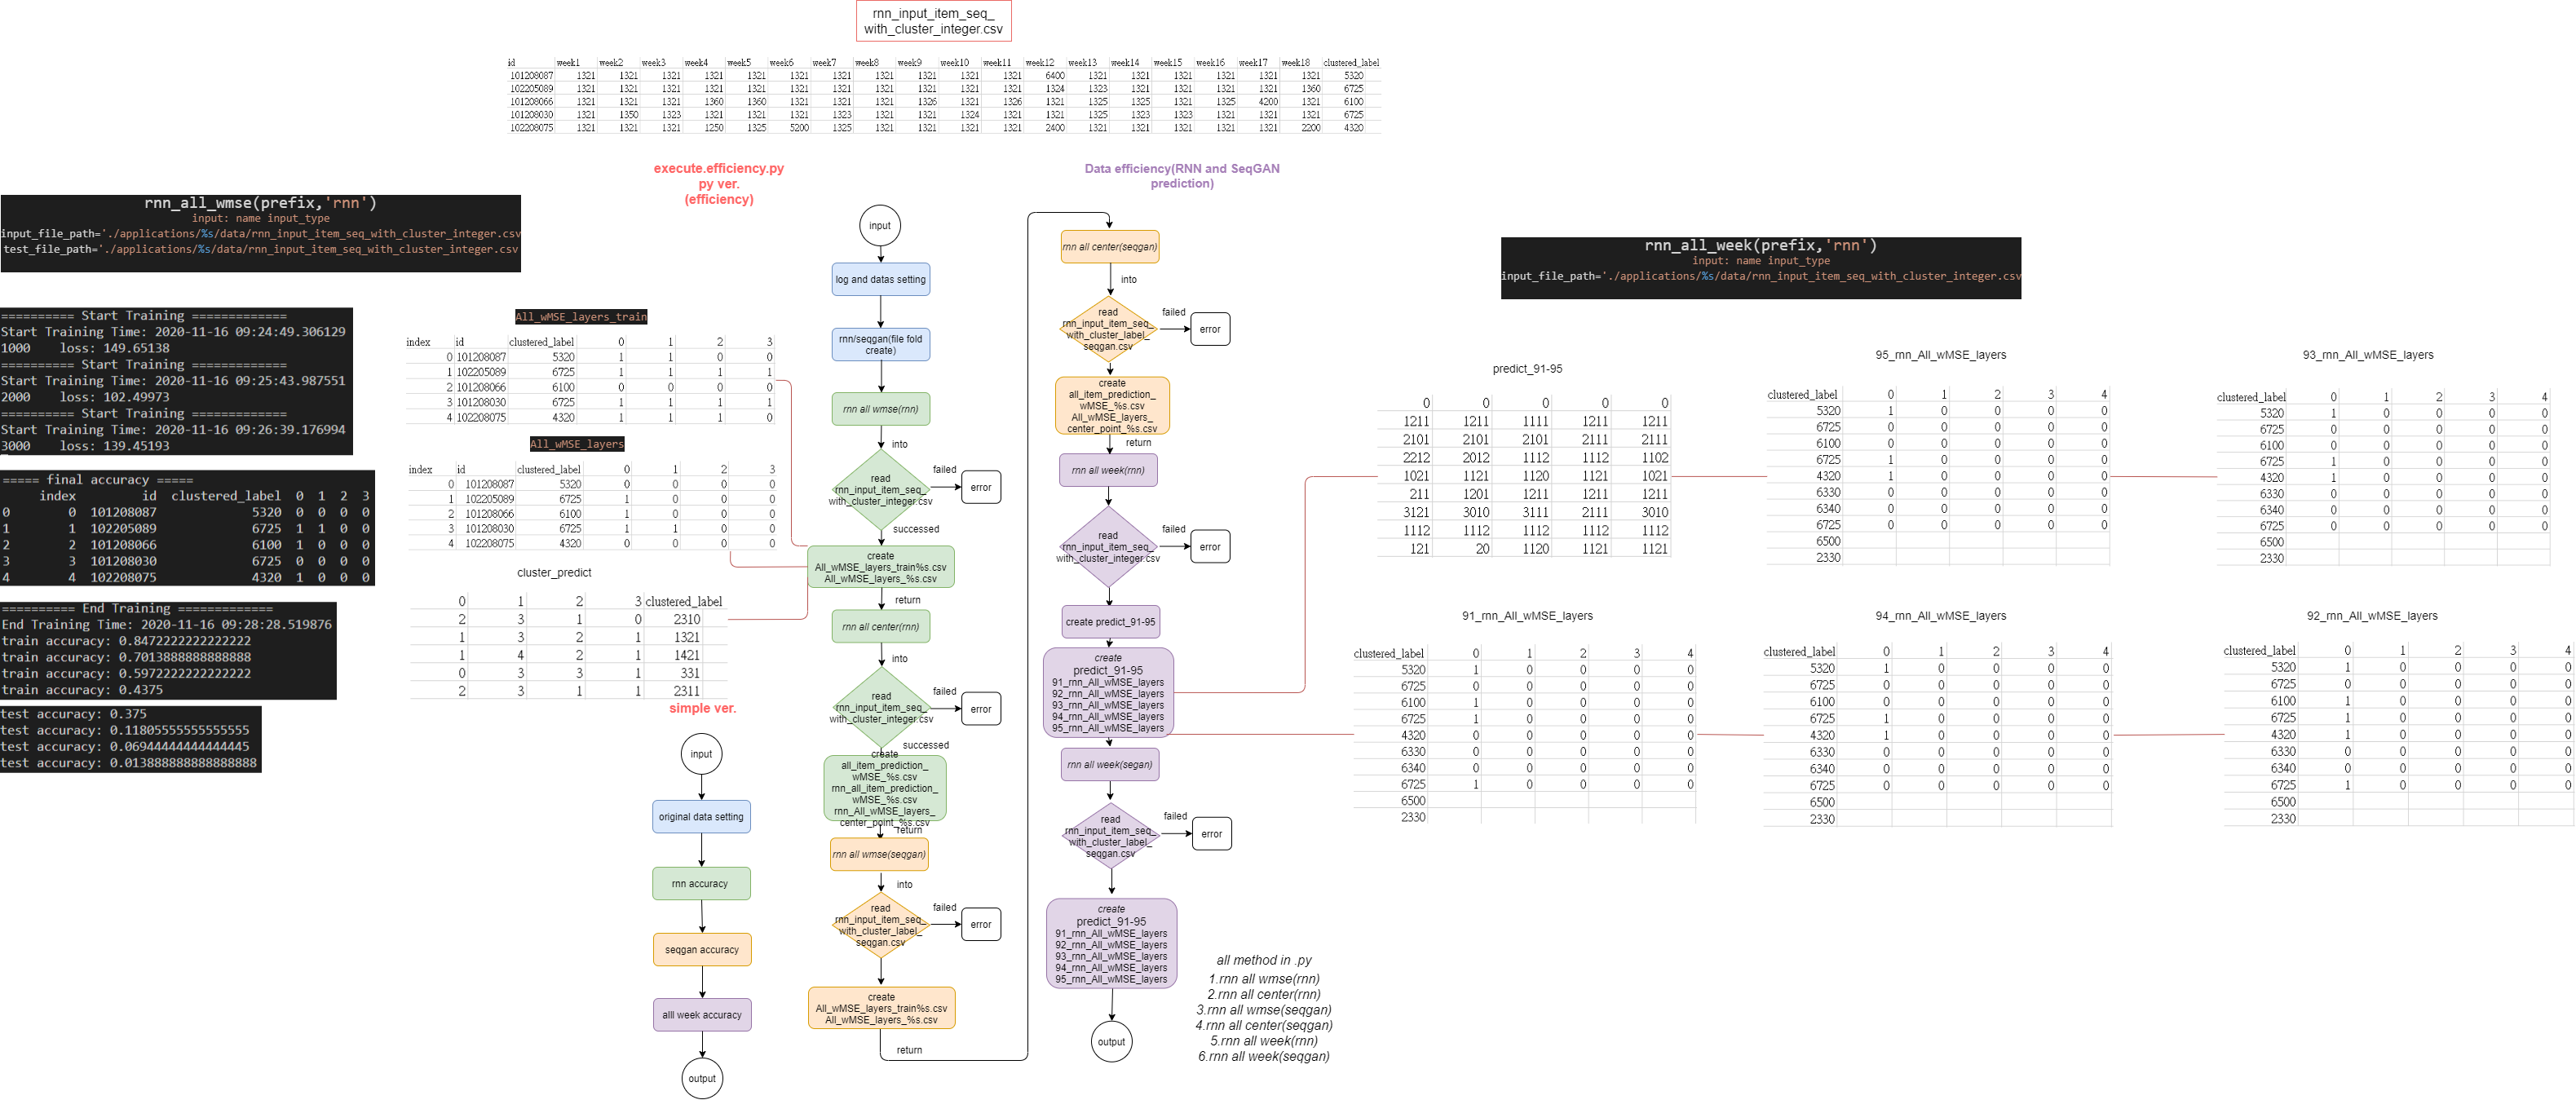 rnn_input_item_seq_
with_cluster_integer.csv
id week1 week2 week3 week4 week5 week6 week7 week8 week9 week10 week11 week12 week13 week14 week15 week16 week17 week18 clustered_label
101208087 1321 1321 1321 1321 1321 1321 1321 1321 1321 1321 1321 6400 1321 1321 1321 1321 1321 1321 5320
102205089 1321 1321 1321 1321 1321 1321 1321 1321 1321 1321 1321 1324 1323 1321 1321 1321 1321 1360 6725
101208066 1321 1321 1321 1360 1360 1321 1321 1321 1326 1321 1326 1321 1325 1325 1321 1325 4200 1321 6100
101208030 1321 1350 1323 1321 1321 1321 1323 1321 1321 1324 1321 1321 1325 1323 1323 1321 1321 1321 6725
102208075 1321 1321 1321 1250 1325 5200 1325 1321 1321 1321 1321 2400 1321 1321 1321 1321 1321 2200 4320
execute.efficiency.py
py ver.
(efficiency)
Data efficiency(RNN and SeqGAN
prediction)
rnn_all_wmse(prefix,'rnn')
input: name input_type
input_file_path='./applications/%s/data/rnn_input_item_seq_with_cluster_integer.csv
test_file_path='./applications/%s/data/rnn_input_item_seq_with_cluster_integer.csv
========== Start Training =============
Start Training Time: 2020-11-16 09:24:49.306129
1000 loss: 149.65138
========== Start Training =============
Start Training Time: 2020-11-16 09:25:43.987551
2000 loss: 102.49973
========== Start Training =============
Start Training Time: 2020-11-16 09:26:39.176994
3000 loss: 139.45193
===== final accuracy =====
index id clustered_label 0 1 2 3
0 0 101208087 5320 0 0 0 0
1 1 102205089 6725 1 1 0 0
2 2 101208066 6100 1 0 0 0
3 3 101208030 6725 0 0 0 0
4 4 102208075 4320 1 0 0 0
========== End Training =============
End Training Time: 2020-11-16 09:28:28.519876
train accuracy: 0.8472222222222222
train accuracy: 0.7013888888888888
train accuracy: 0.5972222222222222
train accuracy: 0.4375
test accuracy: 0.375
test accuracy: 0.11805555555555555
test accuracy: 0.06944444444444445
test accuracy: 0.013888888888888888
All_wMSE_layers_train
index id clustered_label 0 1 2 3
0 101208087 5320 1 1 0 0
1 102205089 6725 1 1 1 1
2 101208066 6100 0 0 0 0
3 101208030 6725 1 1 1 1
4 102208075 4320 1 1 1 0
All_wMSE_layers
index id clustered_label 0 1 2 3
0 101208087 5320 0 0 0 0
1 102205089 6725 1 0 0 0
2 101208066 6100 1 0 0 0
3 101208030 6725 1 1 0 0
4 102208075 4320 0 0 0 0
cluster_predict
0 1 2 3 clustered_label
2 3 1 0 2310
1 3 2 1 1321
1 4 2 1 1421
0 3 3 1 331
2 3 1 1 2311
simple ver.
input
original data setting
rnn accuracy
seqgan accuracy
alll week accuracy
output
input
log and datas setting
rnn/seqgan(file fold
create)
rnn all wmse(rnn)
into
read
rnn_input_item_seq_
with_cluster_integer.csv
failed
error
successed
create
All_wMSE_layers_train%s.csv
All_wMSE_layers_%s.csv
return
rnn all center(rnn)
into
read
rnn_input_item_seq_
with_cluster_integer.csv
failed
error
successed
create
all_item_prediction_
wMSE_%s.csv
rnn_all_item_prediction_
wMSE_%s.csv
rnn_All_wMSE_layers_
center_point_%s.csv
return
rnn all wmse(seqgan)
into
read
rnn_input_item_seq_
with_cluster_label_
seqgan.csv
failed
error
create
All_wMSE_layers_train%s.csv
All_wMSE_layers_%s.csv
return
rnn all center(seqgan)
into
read
rnn_input_item_seq_
with_cluster_label_
seqgan.csv
failed
error
create
all_item_prediction_
wMSE_%s.csv
All_wMSE_layers_
center_point_%s.csv
return
rnn all week(rnn)
read
rnn_input_item_seq_
with_cluster_integer.csv
failed
error
create predict_91-95
create
predict_91-95
91_rnn_All_wMSE_layers
92_rnn_All_wMSE_layers
93_rnn_All_wMSE_layers
94_rnn_All_wMSE_layers
95_rnn_All_wMSE_layers
rnn all week(segan)
read
rnn_input_item_seq_
with_cluster_label_
seqgan.csv
failed
error
create
predict_91-95
91_rnn_All_wMSE_layers
92_rnn_All_wMSE_layers
93_rnn_All_wMSE_layers
94_rnn_All_wMSE_layers
95_rnn_All_wMSE_layers
output
all method in .py
1.rnn all wmse(rnn)
2.rnn all center(rnn)
3.rnn all wmse(seqgan)
4.rnn all center(seqgan)
5.rnn all week(rnn)
6.rnn all week(seqgan)
rnn_all_week(prefix,'rnn')
input: name input_type
input_file_path='./applications/%s/data/rnn_input_item_seq_with_cluster_integer.csv
predict_91-95
0 0 0 0 0
1211 1211 1111 1211 1211
2101 2101 2101 2111 2111
2212 2012 1112 1112 1102
1021 1121 1120 1121 1021
211 1201 1211 1211 1211
3121 3010 3111 2111 3010
1112 1112 1112 1112 1112
121 20 1120 1121 1121
95_rnn_All_wMSE_layers
clustered_label 0 1 2 3 4
5320 1 0 0 0 0
6725 0 0 0 0 0
6100 0 0 0 0 0
6725 1 0 0 0 0
4320 1 0 0 0 0
6330 0 0 0 0 0
6340 0 0 0 0 0
6725 0 0 0 0 0
6500
2330
93_rnn_All_wMSE_layers
clustered_label 0 1 2 3 4
5320 1 0 0 0 0
6725 0 0 0 0 0
6100 0 0 0 0 0
6725 1 0 0 0 0
4320 1 0 0 0 0
6330 0 0 0 0 0
6340 0 0 0 0 0
6725 0 0 0 0 0
6500
2330
91_rnn_All_wMSE_layers
clustered_label 0 1 2 3 4
5320 1 0 0 0 0
6725 0 0 0 0 0
6100 1 0 0 0 0
6725 1 0 0 0 0
4320 0 0 0 0 0
6330 0 0 0 0 0
6340 0 0 0 0 0
6725 1 0 0 0 0
6500
2330
94_rnn_All_wMSE_layers
clustered_label 0 1 2 3 4
5320 1 0 0 0 0
6725 0 0 0 0 0
6100 0 0 0 0 0
6725 1 0 0 0 0
4320 1 0 0 0 0
6330 0 0 0 0 0
6340 0 0 0 0 0
6725 0 0 0 0 0
6500
2330
92_rnn_All_wMSE_layers
clustered_label 0 1 2 3 4
5320 1 0 0 0 0
6725 0 0 0 0 0
6100 1 0 0 0 0
6725 1 0 0 0 0
4320 1 0 0 0 0
6330 0 0 0 0 0
6340 0 0 0 0 0
6725 1 0 0 0 0
6500
2330